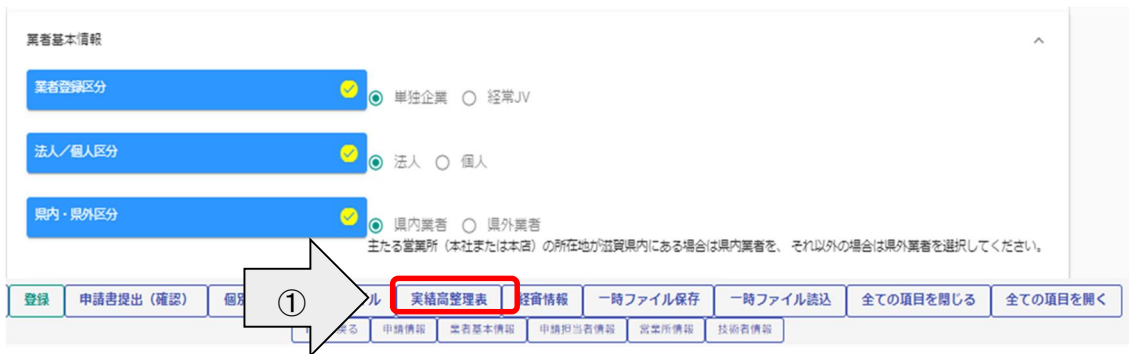 業者基本情報
業者登録区分
単独企業 経常JV
法人／個人区分
法人 個人
県内・県外区分
県内業者 県外業者
主たる営業所（本社または本店）の所在地が滋賀県内にある場合は県内業者を、それ以外の場合は県外業者を選択してください。
登録 申請書提出（確認） 個別 ① ル 実績高整理表 経審情報 一時ファイル保存 一時ファイル読込 全ての項目を閉じる 全ての項目を開く
戻る 申請情報 業者基本情報 申請担当者情報 営業所情報 技術者情報